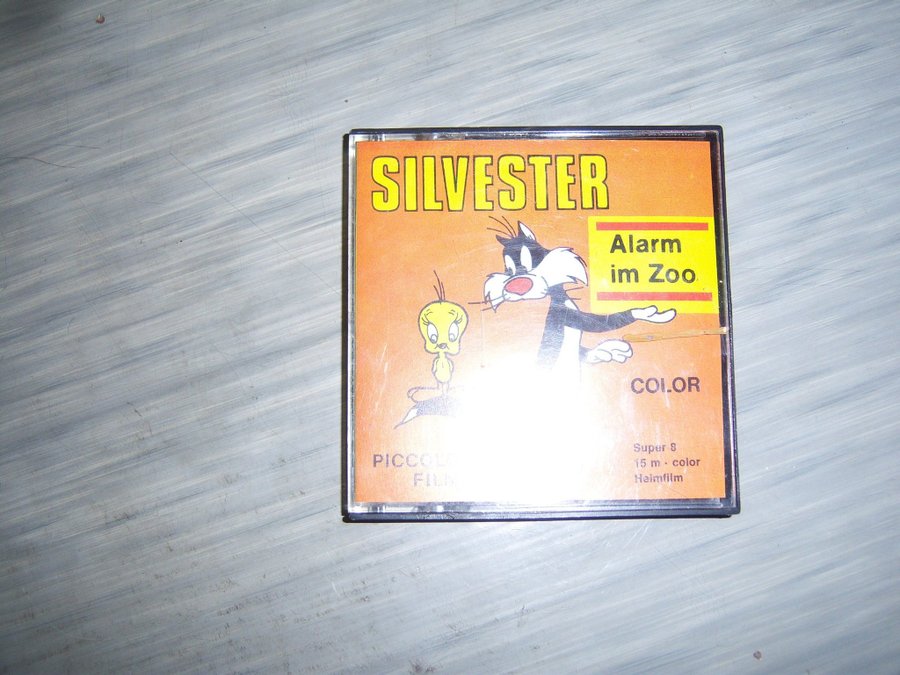 SILVESTER
Alarm
im Zoo
COLOR
Super 8
15 m · color
Heimfilm